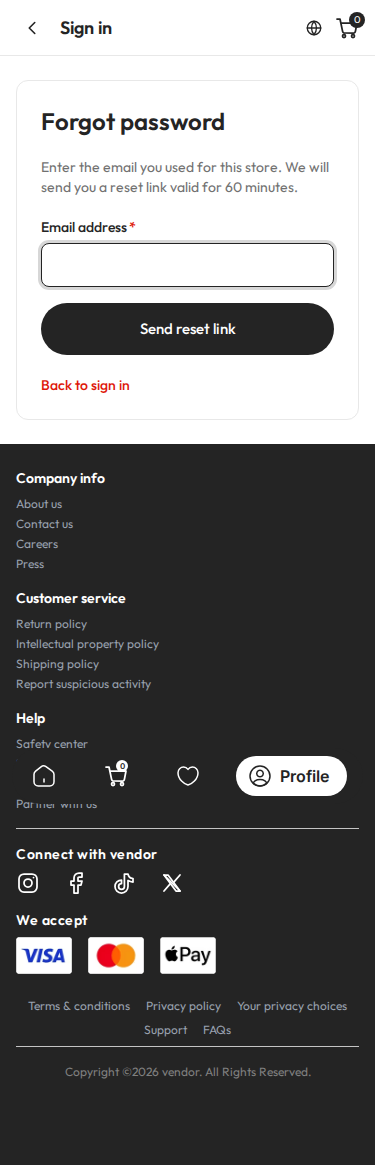 Sign in
0
Forgot password
Enter the email you used for this store. We will
send you a reset link valid for 60 minutes.
Email address *
Send reset link
Back to sign in
Company info
About us
Contact us
Careers
Press
Customer service
Return policy
Intellectual property policy
Shipping policy
Report suspicious activity
Help
Safety center
0
Profile
Partner with us
Connect with vendor
We accept
VISA
Pay
Terms & conditions Privacy policy Your privacy choices
Support FAQs
Copyright ©2026 vendor. All Rights Reserved.